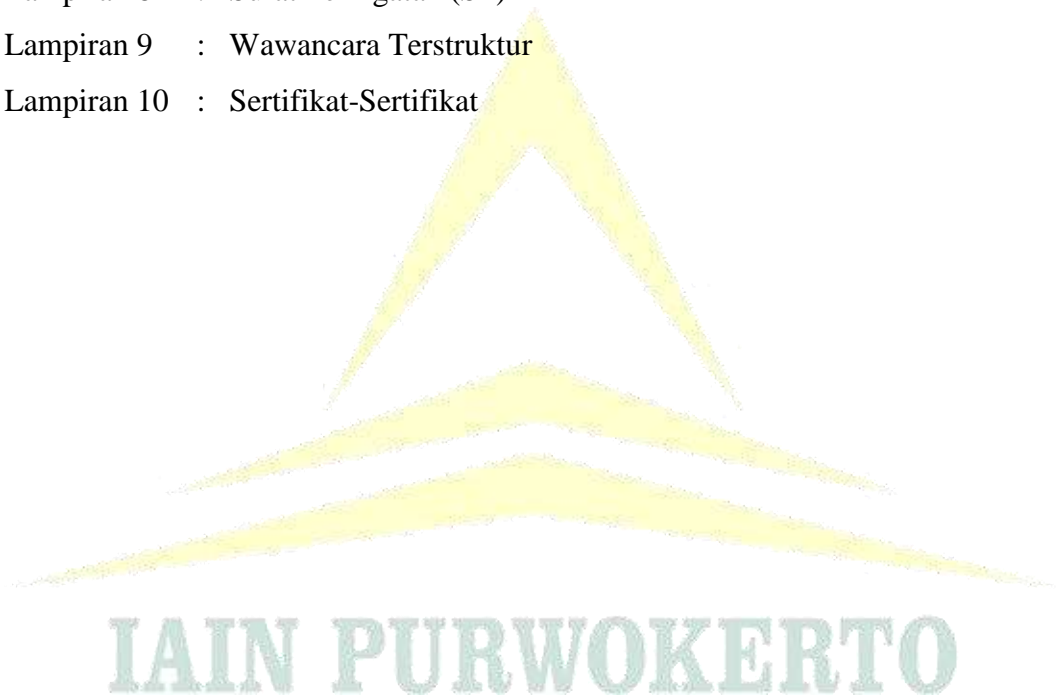 Lampiran 9 : Wawancara Terstruktur
Lampiran 10 : Sertifikat-Sertifikat
IAIN PURWOKERTO